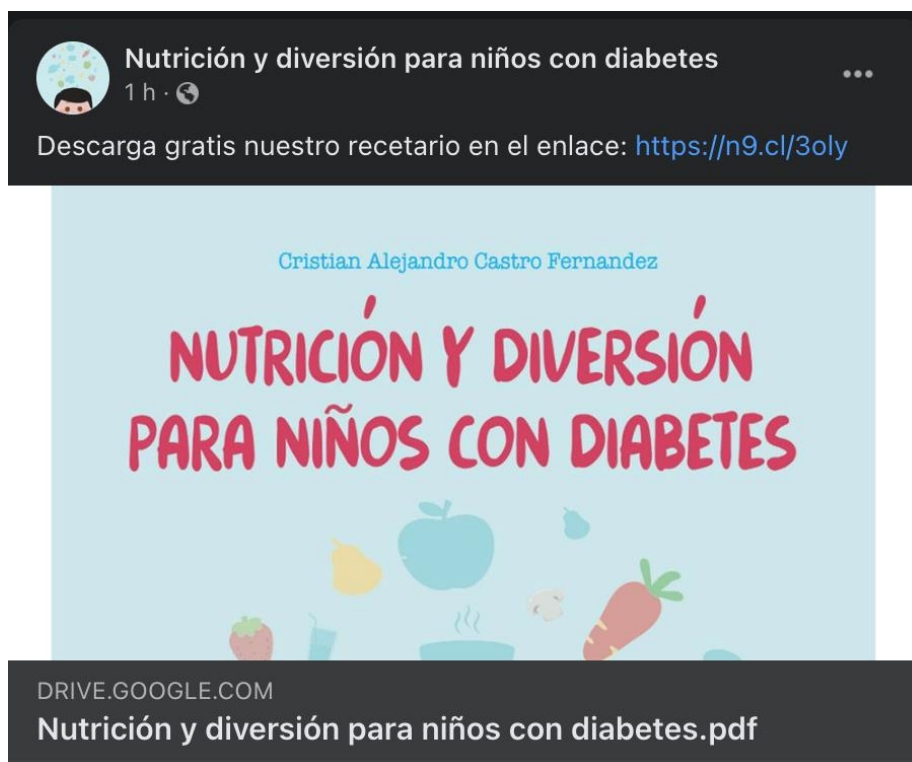 Nutrición y diversión para niños con diabetes
1 h ·
Descarga gratis nuestro recetario en el enlace: https://n9.cl/3oly
Cristian Alejandro Castro Fernandez
NUTRICIÓN Y DIVERSIÓN
PARA NIÑOS CON DIABETES
DRIVE.GOOGLE.COM
Nutrición y diversión para niños con diabetes.pdf